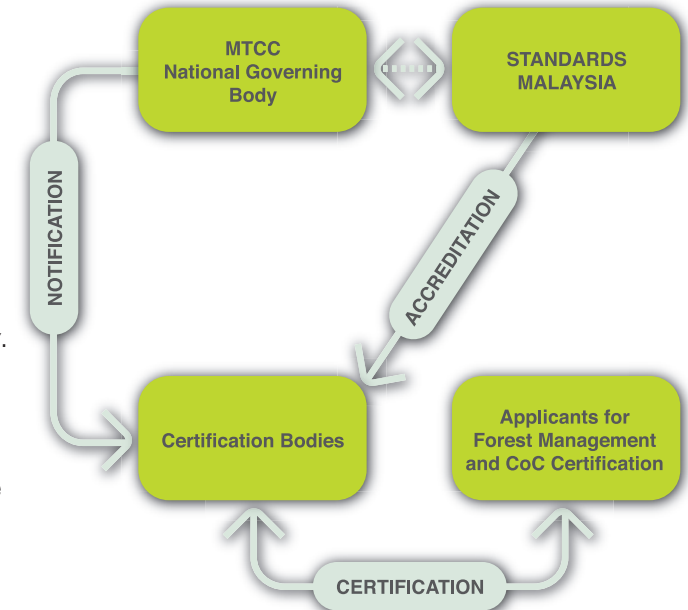 MTCC
National Governing
Body
STANDARDS
MALAYSIA
NOTIFICATION
ACCREDITATION
Certification Bodies
Applicants for
Forest Management
and CoC Certification
CERTIFICATION